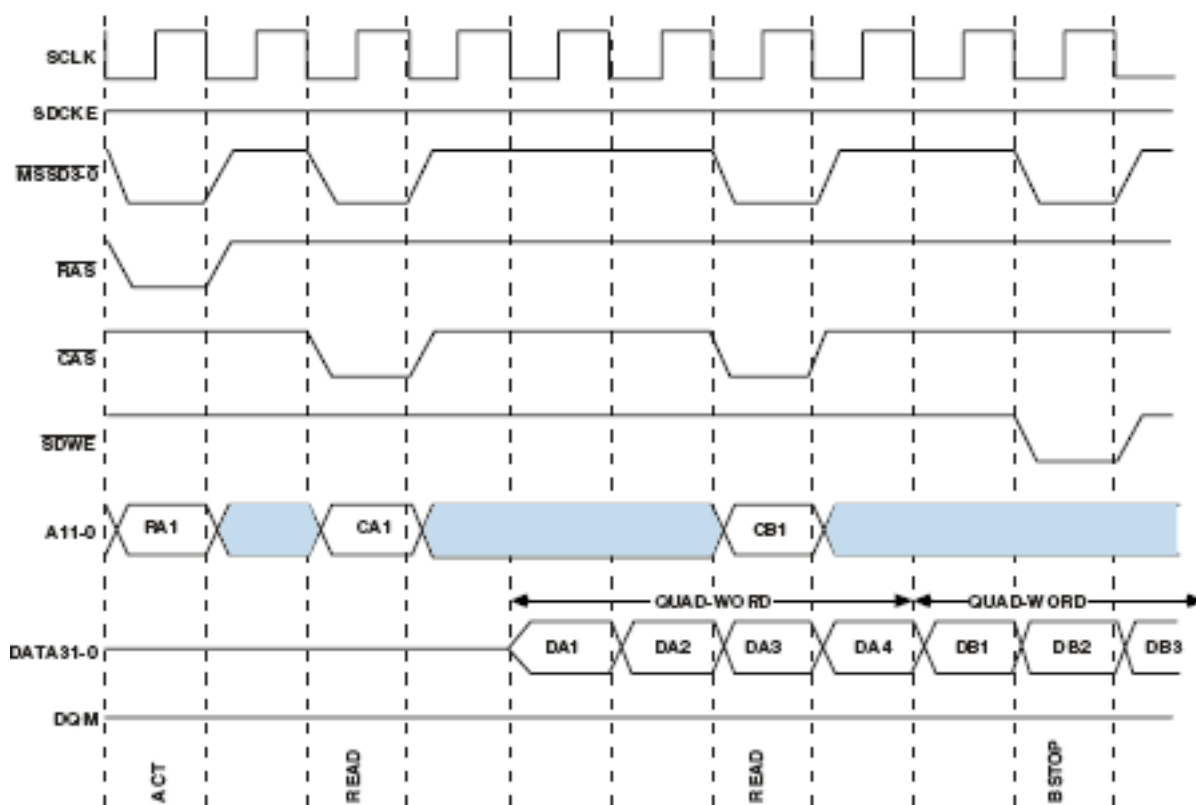 SCLK
SDCKE
MSSD3-0
RAS
CAS
SDWE
A11-0 RA1 CA1 CB1
QUAD-WORD QUAD-WORD
DATA31-0 DA1 DA2 DA3 DA4 DB1 DB2 DB3
DQM
ACT READ READ BSTOP